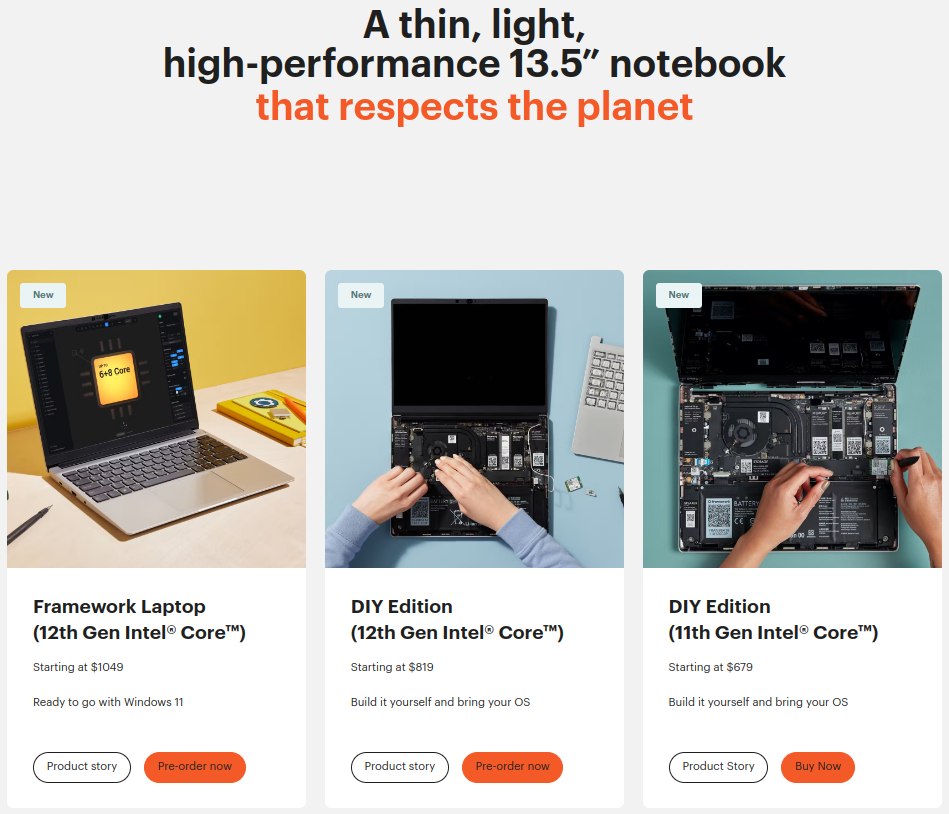 A thin, light,
high-performance 13.5” notebook
that respects the planet
New
UP TO
6+8 Core
Framework Laptop
(12th Gen Intel® Core™)
Starting at $1049
Ready to go with Windows 11
Product story
Pre-order now
New
DIY Edition
(12th Gen Intel® Core™)
Starting at $819
Build it yourself and bring your OS
Product story
Pre-order now
New
BATTERY
DIY Edition
(11th Gen Intel® Core™)
Starting at $679
Build it yourself and bring your OS
Product Story
Buy Now